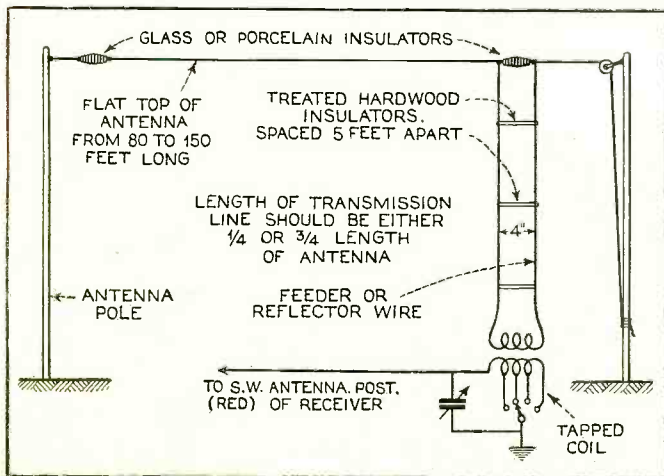 GLASS OR PORCELAIN INSULATORS
FLAT TOP OF
ANTENNA
FROM 80 TO 150
FEET LONG
TREATED HARDWOOD
INSULATORS.
SPACED 5 FEET APART
LENGTH OF TRANSMISSION
LINE SHOULD BE EITHER
1/4 OR 3/4 LENGTH
OF ANTENNA
4"
ANTENNA
POLE
FEEDER OR
REFLECTOR WIRE
TO S.W. ANTENNA. POST.
(RED) OF RECEIVER
TAPPED
COIL